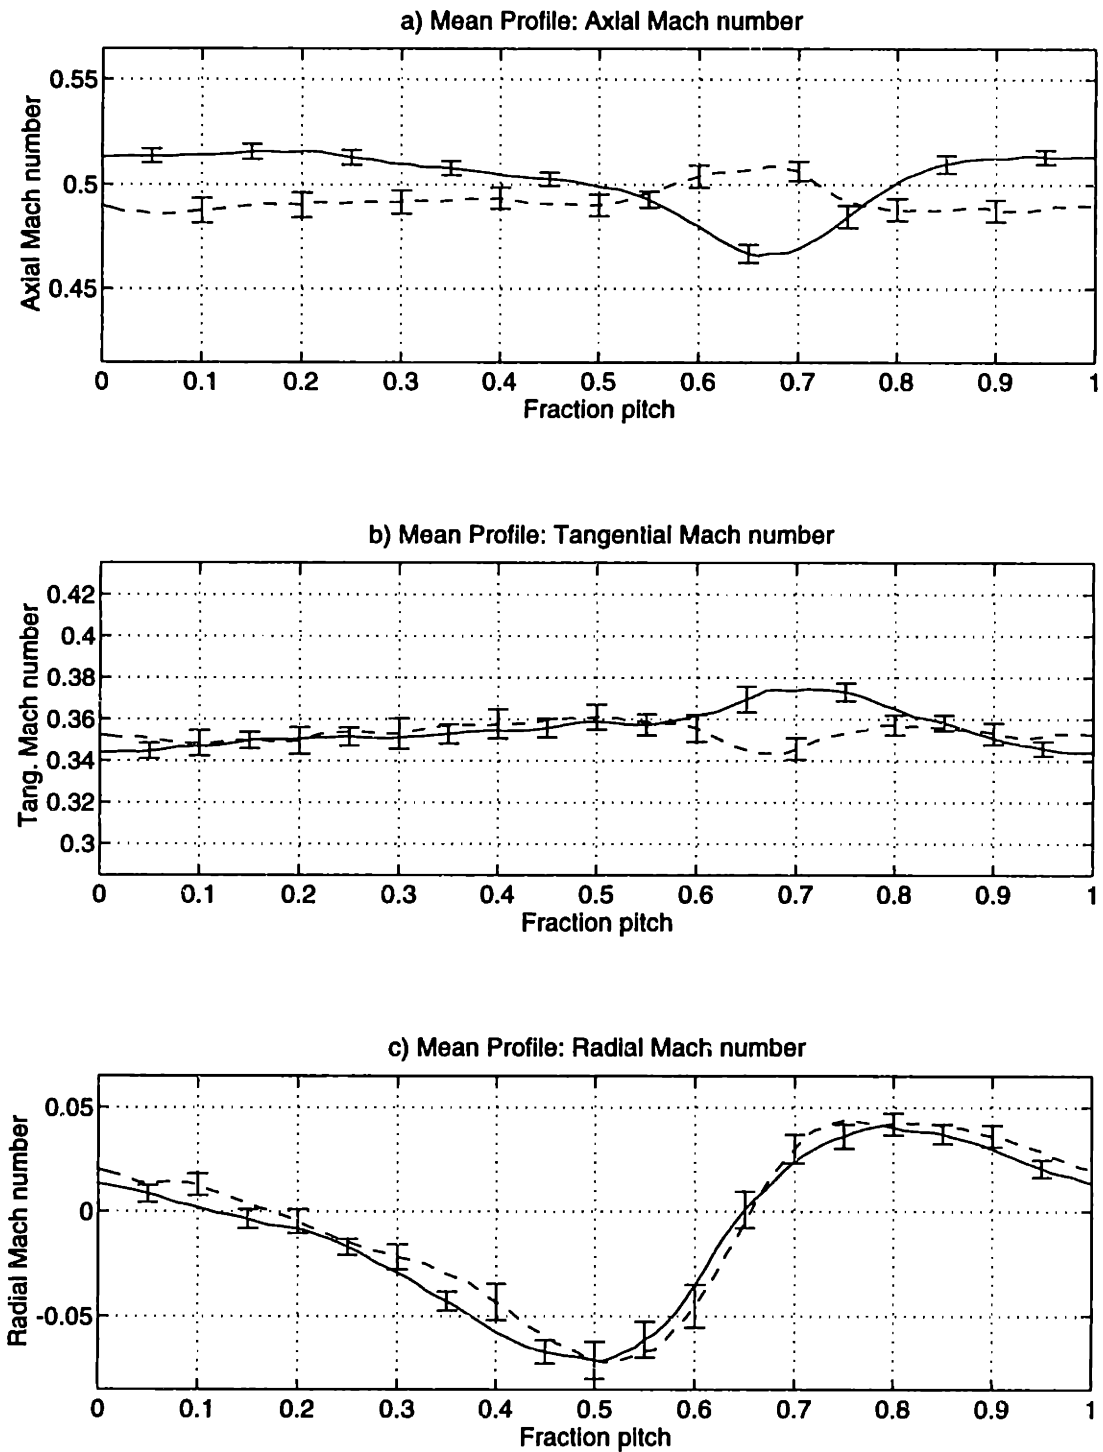 a) Mean Profile: Axial Mach number
Axial Mach number
0.55
0.5
0.45
0 0.1 0.2 0.3 0.4 0.5 0.6 0.7 0.8 0.9 1
Fraction pitch
b) Mean Profile: Tangential Mach number
Tang. Mach number
0.42
0.4
0.38
0.36
0.34
0.32
0.3
0 0.1 0.2 0.3 0.4 0.5 0.6 0.7 0.8 0.9 1
Fraction pitch
c) Mean Profile: Radial Mach number
Radial Mach number
0.05
0
-0.05
0 0.1 0.2 0.3 0.4 0.5 0.6 0.7 0.8 0.9 1
Fraction pitch